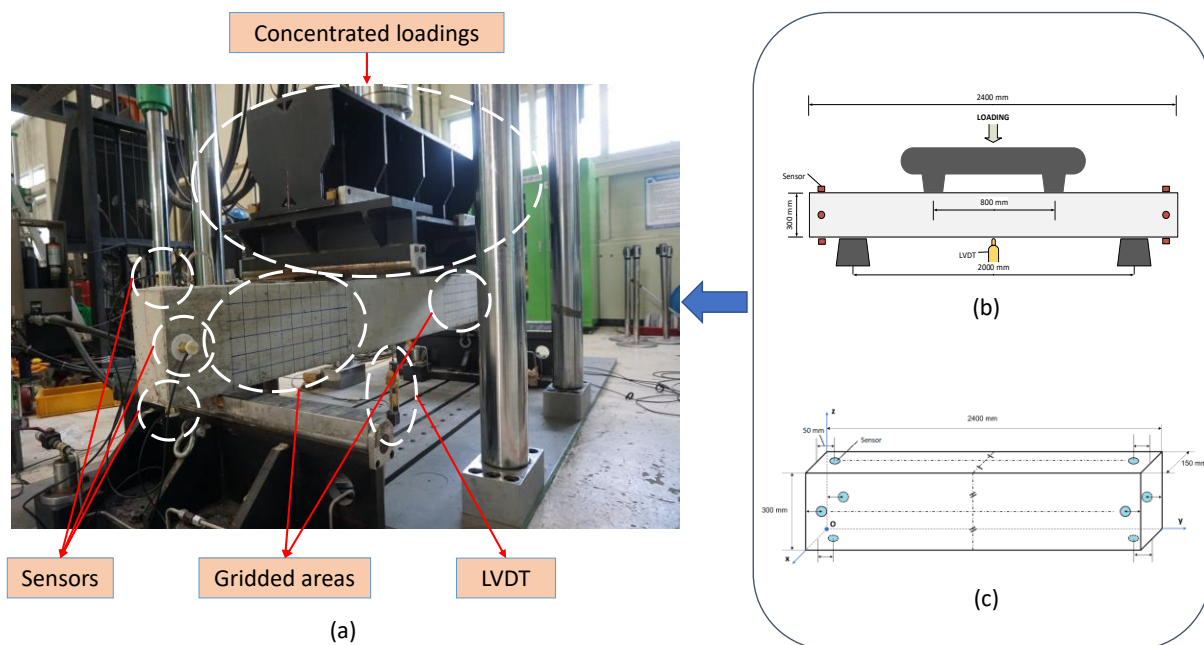 Concentrated loadings
Sensors
Gridded areas
LVDT
(a)
2400 mm
LOADING
Sensor
300 mm
800 mm
LVDT
2000 mm
(b)
z
2400 mm
50 mm
Sensor
150 mm
300 mm
O
y
x
(c)